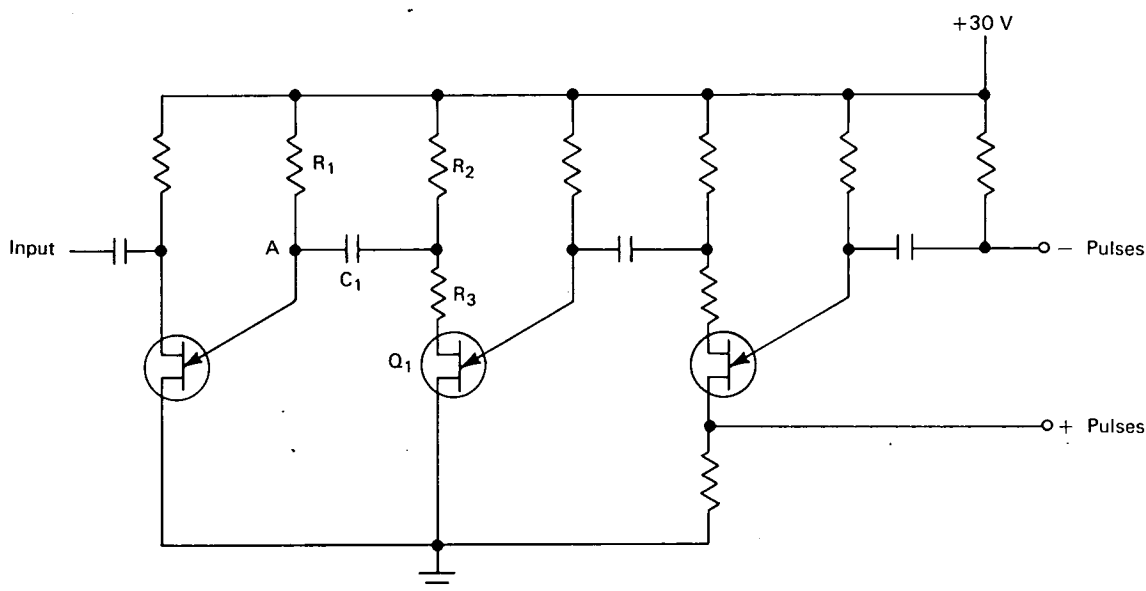 +30 V
R1
R2
Input
A
C1
R3
Q1
− Pulses
+ Pulses